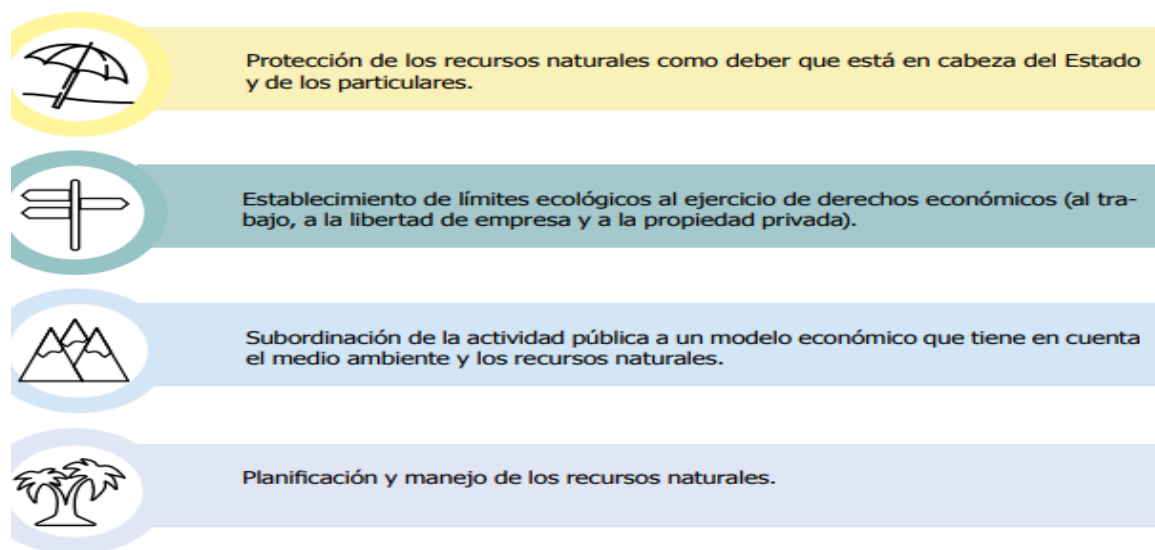 Protección de los recursos naturales como deber que está en cabeza del Estado
y de los particulares.
Establecimiento de límites ecológicos al ejercicio de derechos económicos (al tra-
bajo, a la libertad de empresa y a la propiedad privada).
Subordinación de la actividad pública a un modelo económico que tiene en cuenta
el medio ambiente y los recursos naturales.
Planificación y manejo de los recursos naturales.